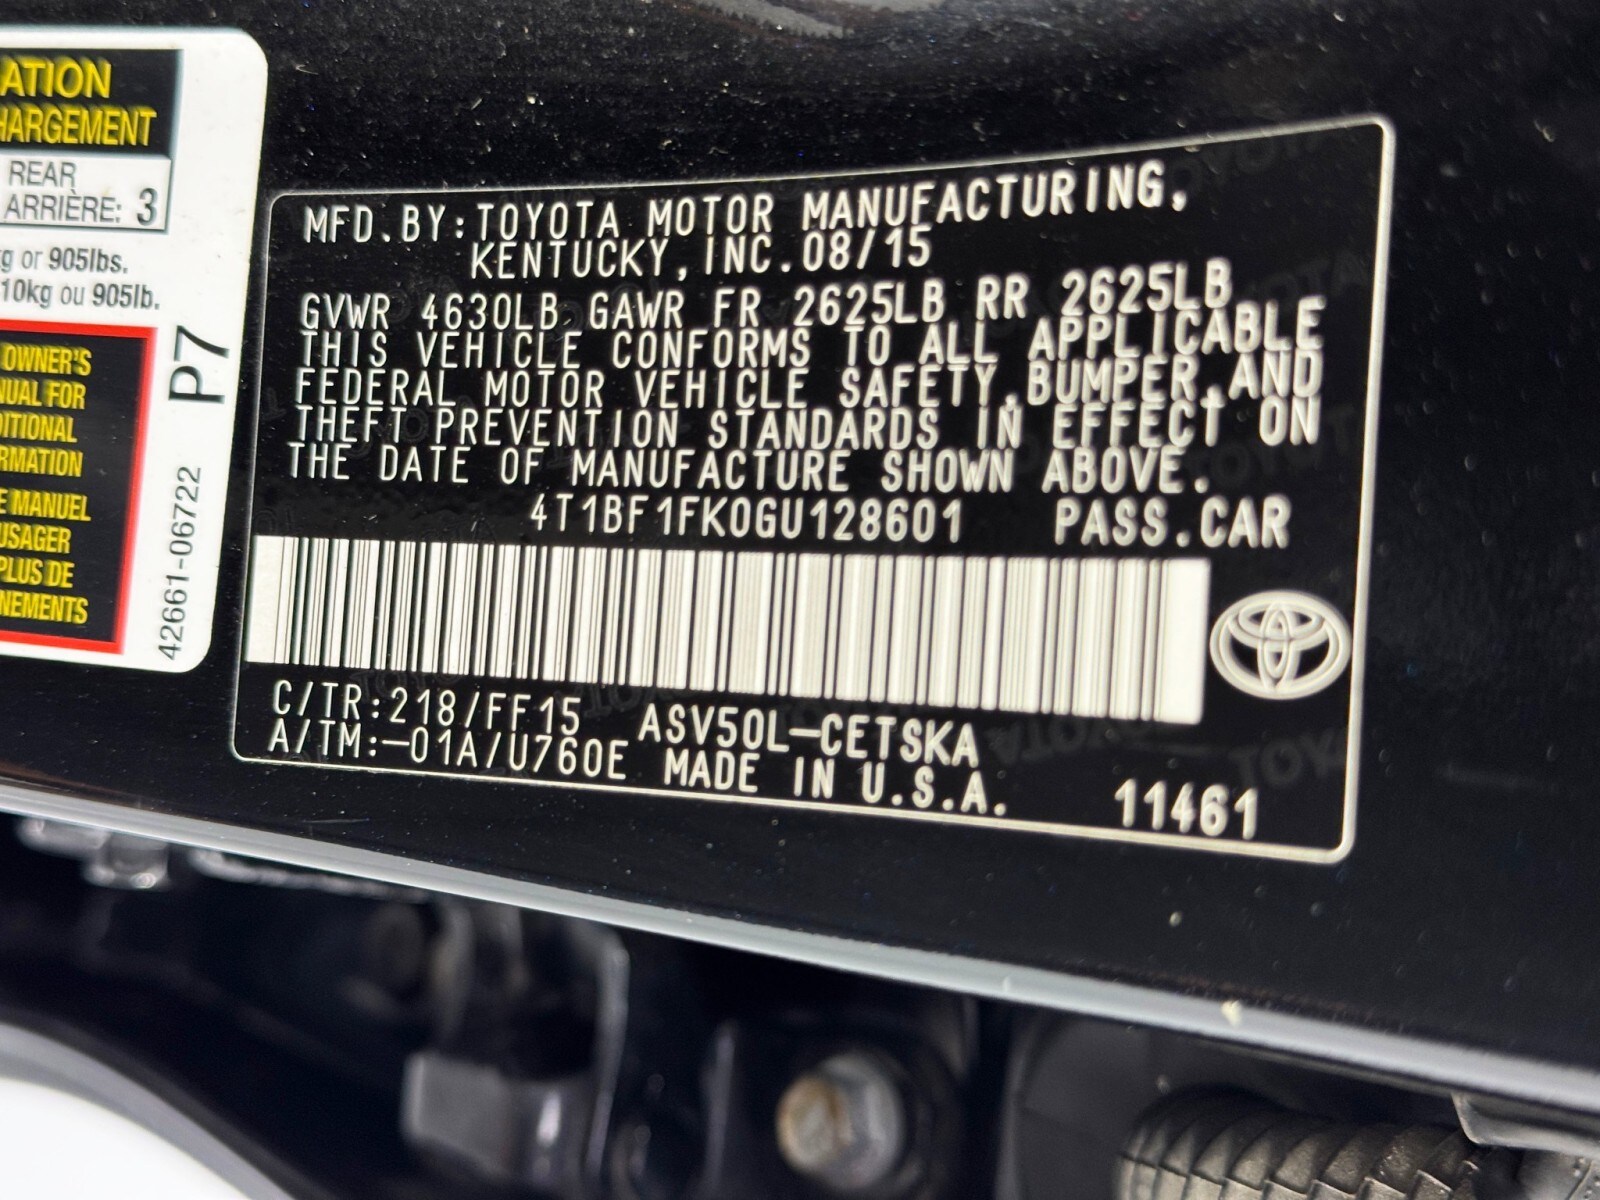 ATION
HARGEMENT
REAR
ARRIÈRE: 3
kg or 905lbs.
10kg ou 905lb.
OWNER'S
NUAL FOR
DITIONAL
RMATION
E MANUEL
USAGER
PLUS DE
NEMENTS
P7
42661-06722
MFD.BY:TOYOTA MOTOR MANUFACTURING,
KENTUCKY,INC.08/15
GVWR 4630LB GAWR FR 2625LB RR 2625LB
THIS VEHICLE CONFORMS TO ALL APPLICABLE
FEDERAL MOTOR VEHICLE SAFETY,BUMPER,AND
THEFT PREVENTION STANDARDS IN EFFECT ON
THE DATE OF MANUFACTURE SHOWN ABOVE.
4T1BF1FK0GU128601 PASS.CAR
C/TR:218/FF15 ASV50L-CETSKA
A/TM:-01A/U760E MADE IN U.S.A.
11461